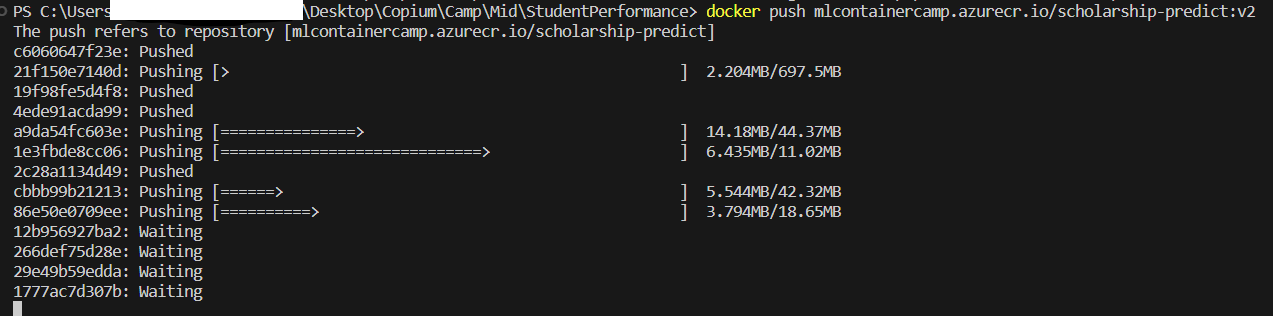 PS C:\Users\Desktop\Copium\Camp\Mid\StudentPerformance> docker push mlcontainercamp.azurecr.io/scholarship-predict:v2
The push refers to repository [mlcontainercamp.azurecr.io/scholarship-predict]
c6060647f23e: Pushed
21f150e7140d: Pushing [> ] 2.204MB/697.5MB
19f98fe5d4f8: Pushed
4ede91acda99: Pushed
a9da54fc603e: Pushing [===============> ] 14.18MB/44.37MB
1e3fbde8cc06: Pushing [=============================> ] 6.435MB/11.02MB
2c28a1134d49: Pushed
cbbb99b21213: Pushing [======> ] 5.544MB/42.32MB
86e50e0709ee: Pushing [==========> ] 3.794MB/18.65MB
12b956927ba2: Waiting
266def75d28e: Waiting
29e49b59edda: Waiting
1777ac7d307b: Waiting